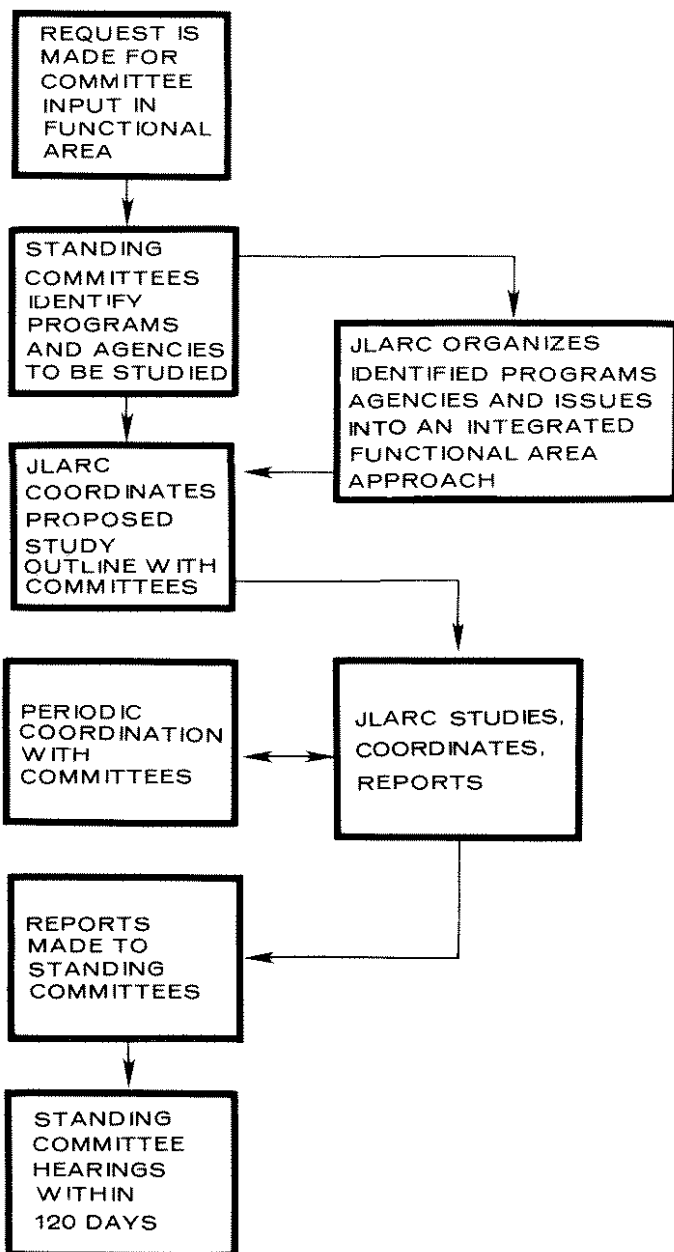 REQUEST IS
MADE FOR
COMMITTEE
INPUT IN
FUNCTIONAL
AREA
STANDING
COMMITTEES
IDENTIFY
PROGRAMS
AND AGENCIES
TO BE STUDIED
JLARC ORGANIZES
IDENTIFIED PROGRAMS
AGENCIES AND ISSUES
INTO AN INTEGRATED
FUNCTIONAL AREA
APPROACH
JLARC
COORDINATES
PROPOSED
STUDY
OUTLINE WITH
COMMITTEES
PERIODIC
COORDINATION
WITH
COMMITTEES
JLARC STUDIES,
COORDINATES,
REPORTS
REPORTS
MADE TO
STANDING
COMMITTEES
STANDING
COMMITTEE
HEARINGS
WITHIN
120 DAYS